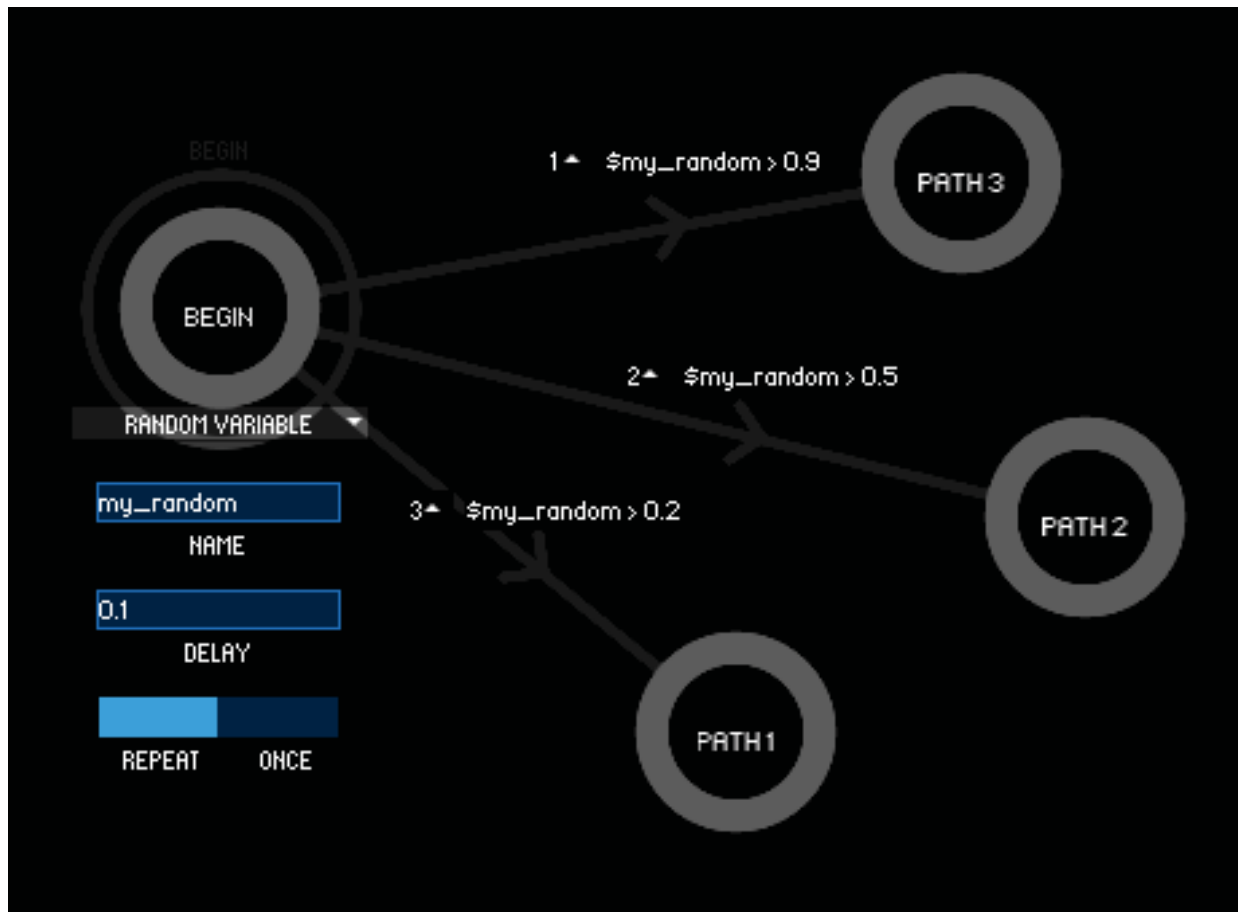 BEGIN
1 $my_random > 0.9
PATH 3
BEGIN
2 $my_random > 0.5
RANDOM VARIABLE
my_random
3 $my_random > 0.2
PATH 2
NAME
0.1
DELAY
PATH 1
REPEAT ONCE